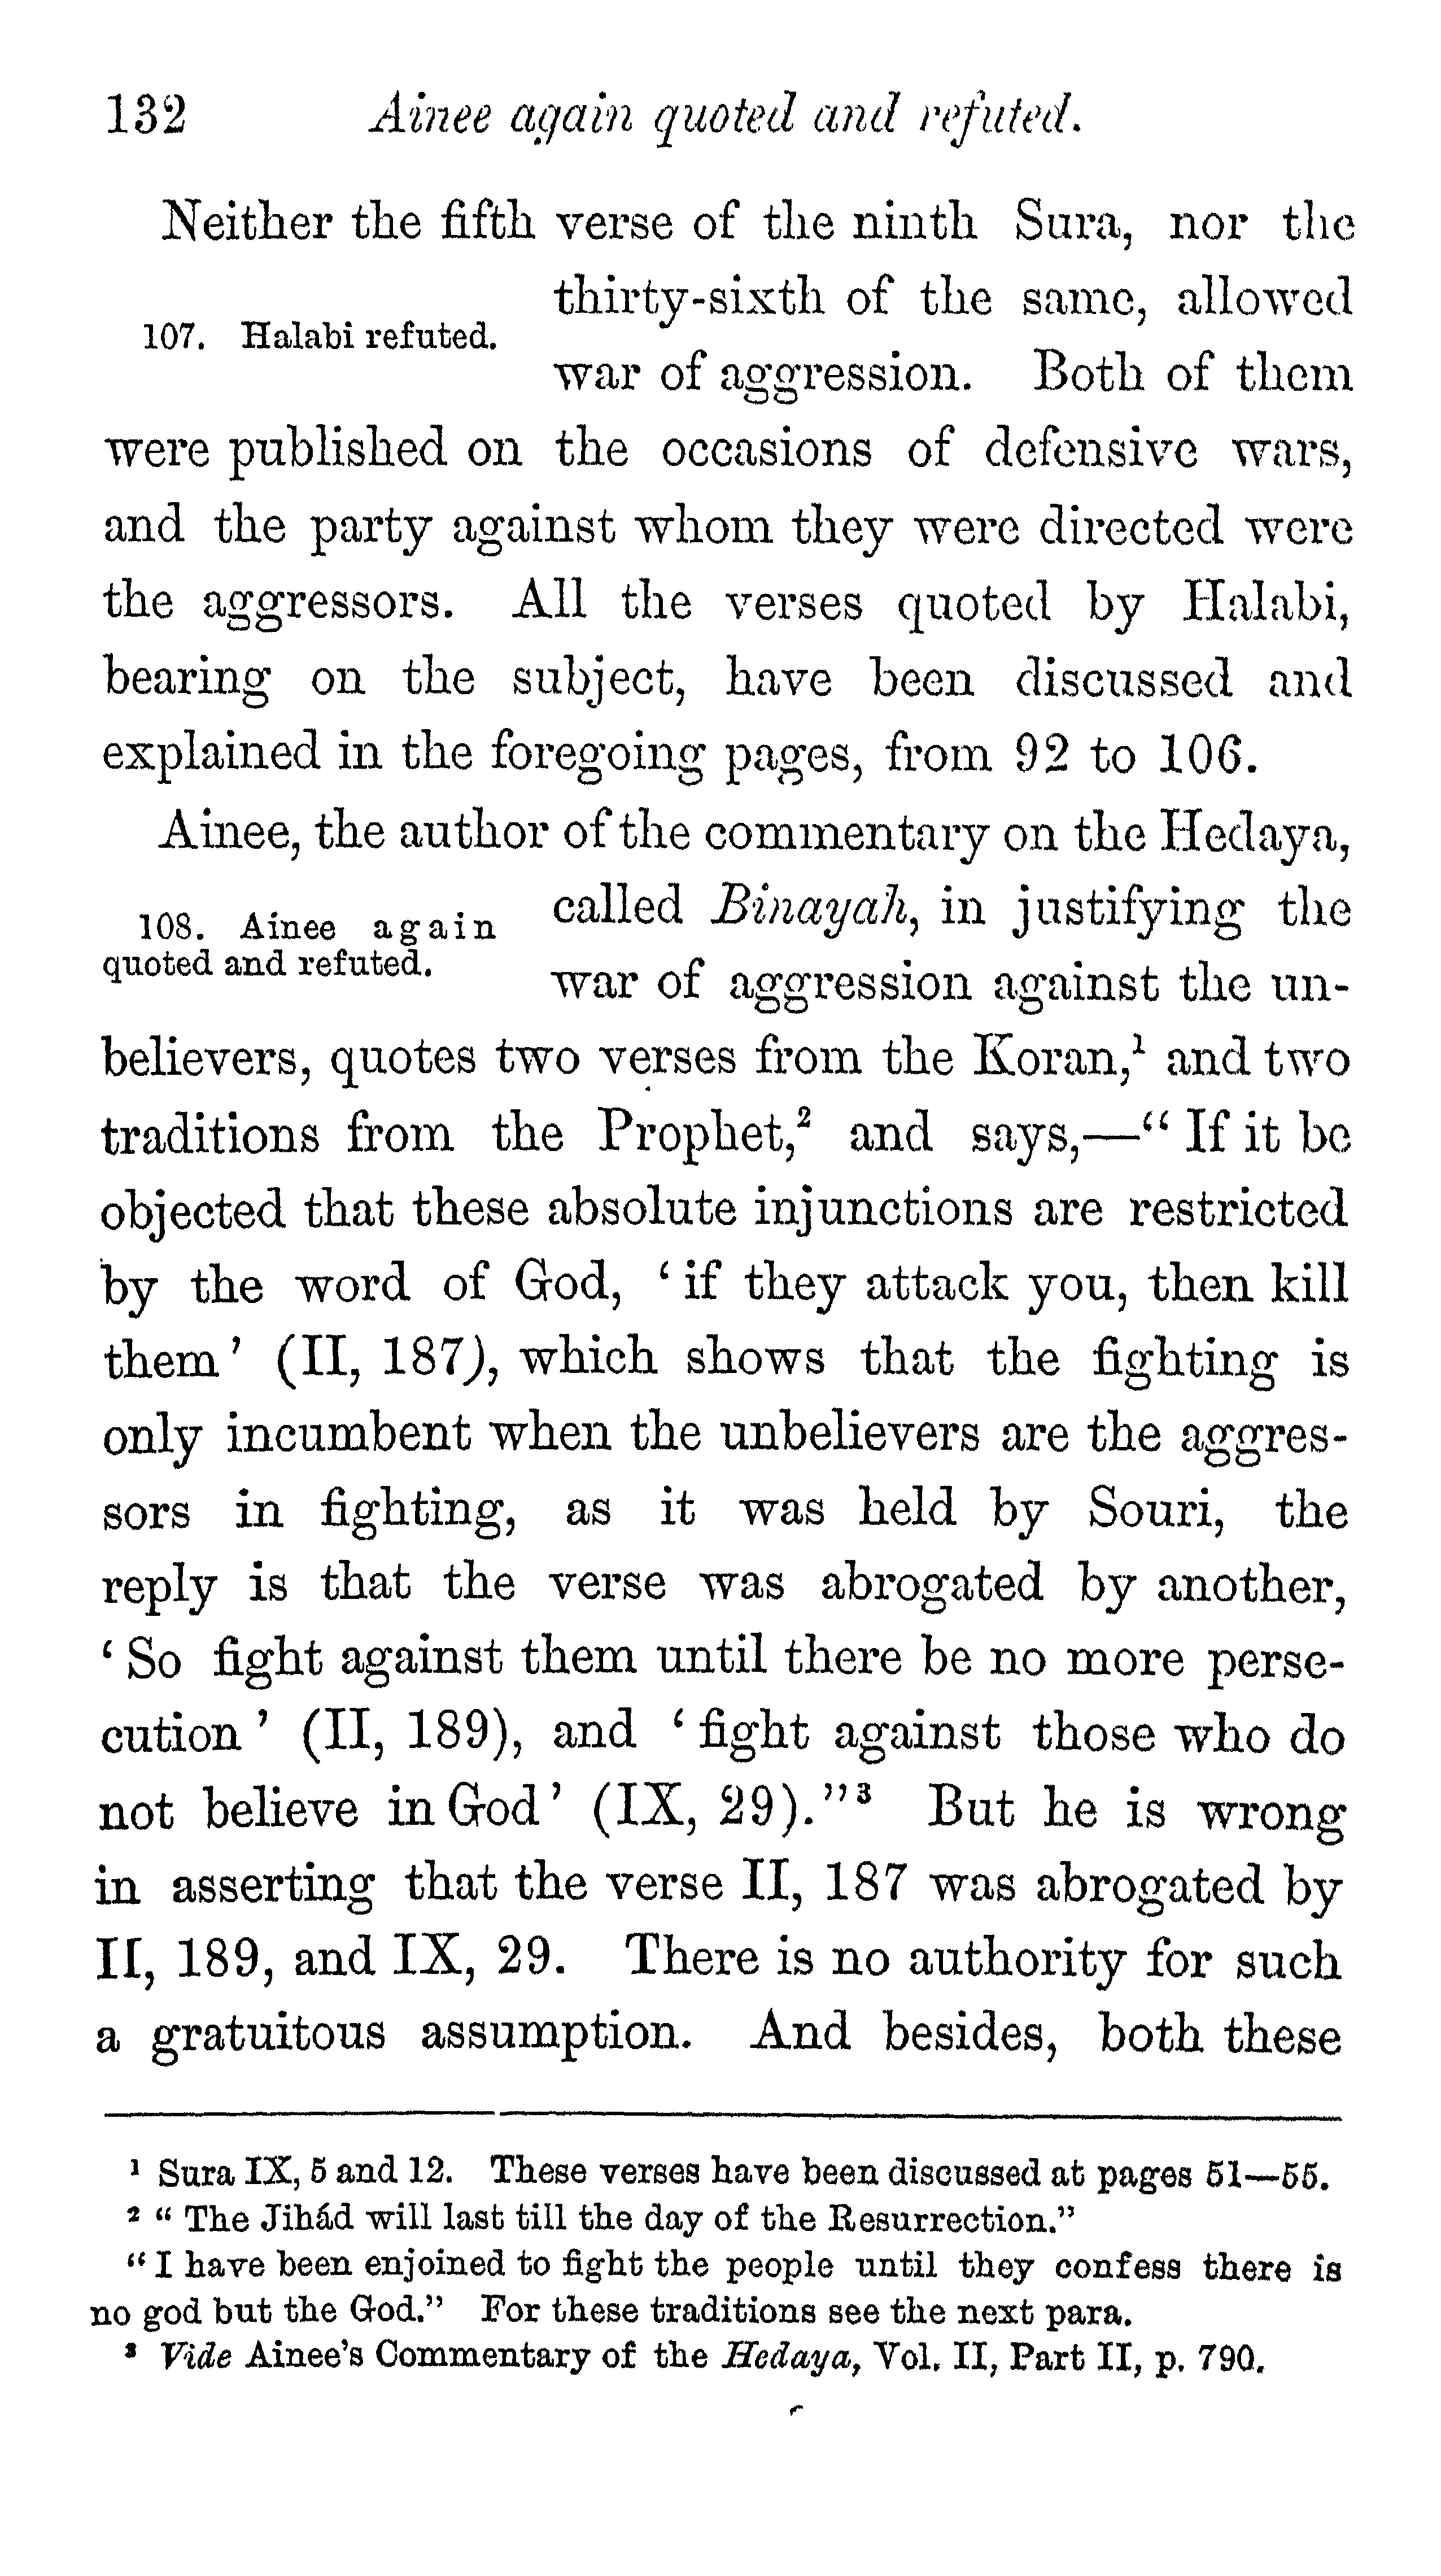 132 Ainee again quoted and refuted.
Neither the fifth verse of the ninth Sura, nor the
107. Halabi refuted.
thirty-sixth of the same, allowed
war of aggression. Both of them
were published on the occasions of defensive wars,
and the party against whom they were directed were
the aggressors. All the verses quoted by Halabi,
bearing on the subject, have been discussed and
explained in the foregoing pages, from 92 to 106.
Ainee, the author of the commentary on the Hedaya,
108. Ainee again
quoted and refuted.
called Binayah, in justifying the
war of aggression against the un-
believers, quotes two verses from the Koran,¹ and two
traditions from the Prophet,² and says,—“ If it be
objected that these absolute injunctions are restricted
by the word of God, ‘ if they attack you, then kill
them ’ (II, 187), which shows that the fighting is
only incumbent when the unbelievers are the aggres-
sors in fighting, as it was held by Souri, the
reply is that the verse was abrogated by another,
‘ So fight against them until there be no more perse-
cution ’ (II, 189), and ‘ fight against those who do
not believe in God ’ (IX, 29).”³ But he is wrong
in asserting that the verse II, 187 was abrogated by
II, 189, and IX, 29. There is no authority for such
a gratuitous assumption. And besides, both these
¹ Sura IX, 5 and 12. These verses have been discussed at pages 51—55.
² “ The Jihád will last till the day of the Resurrection.”
“ I have been enjoined to fight the people until they confess there is
no god but the God.” For these traditions see the next para.
³ Vide Ainee’s Commentary of the Hedaya, Vol. II, Part II, p. 790.